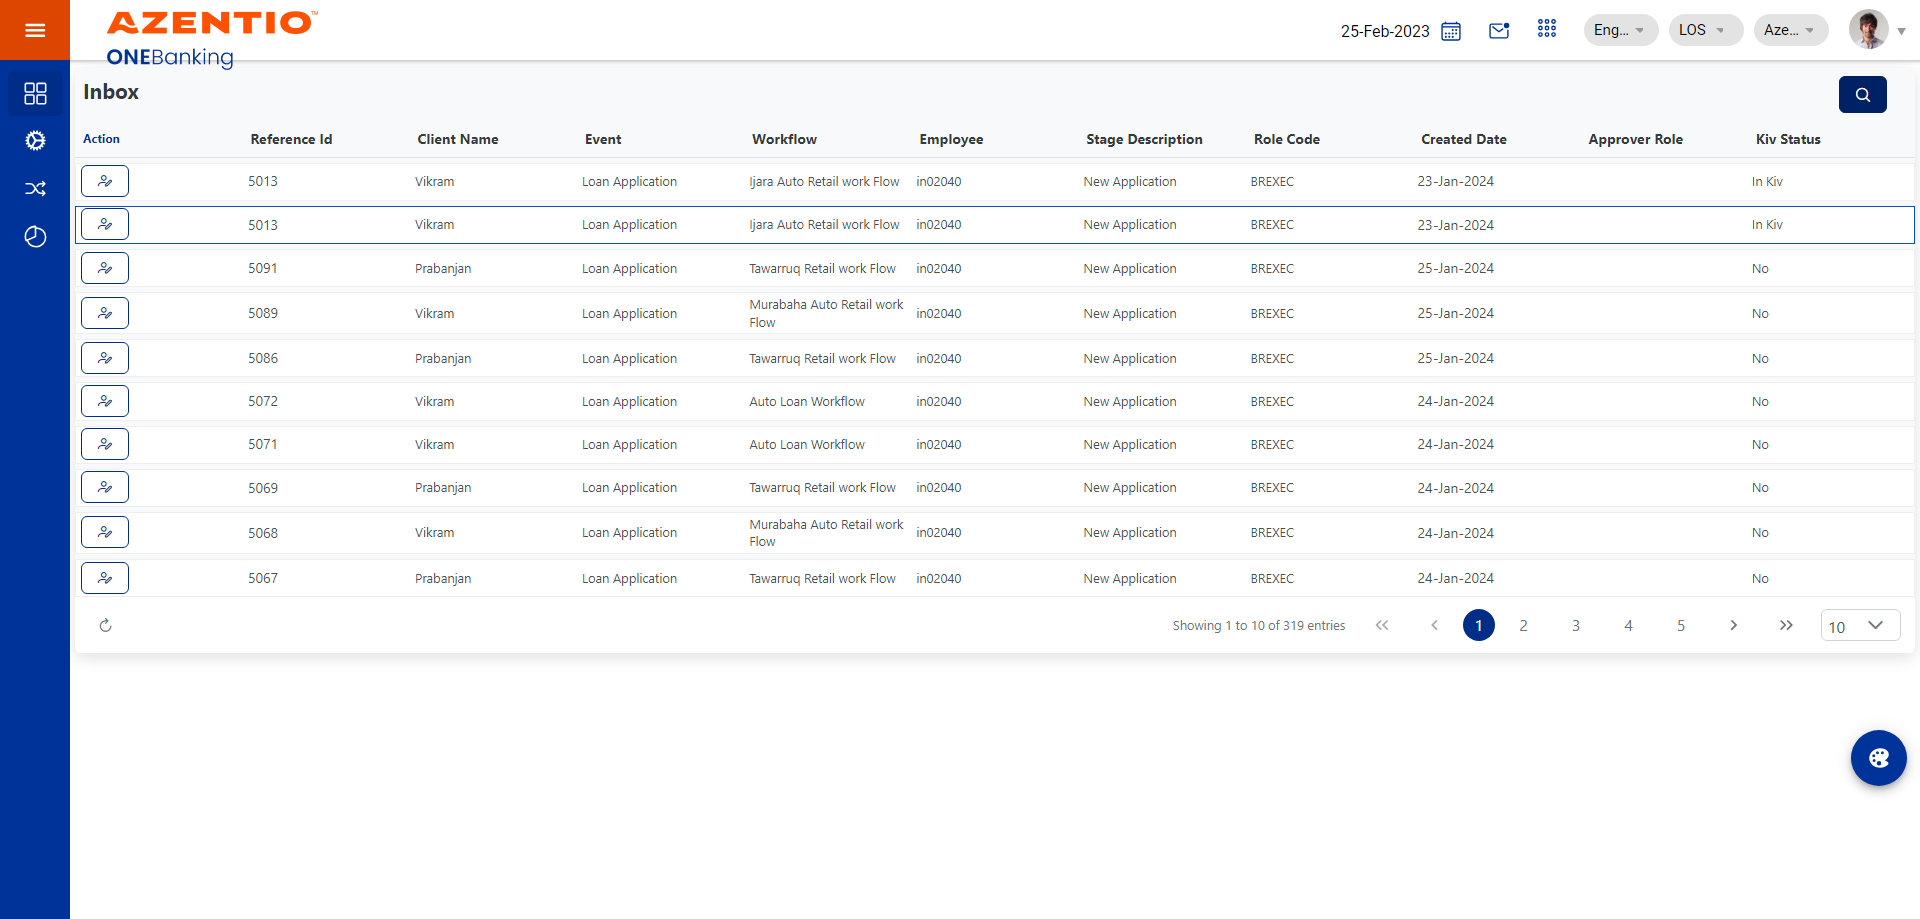 AZENTIO™
ONEBanking
25-Feb-2023 Eng... LOS Aze...
Inbox
Action Reference Id Client Name Event Workflow Employee Stage Description Role Code Created Date Approver Role Kiv Status
5013 Vikram Loan Application Ijara Auto Retail work Flow in02040 New Application BREXEC 23-Jan-2024 In Kiv
5013 Vikram Loan Application Ijara Auto Retail work Flow in02040 New Application BREXEC 23-Jan-2024 In Kiv
5091 Prabanjan Loan Application Tawarruq Retail work Flow in02040 New Application BREXEC 25-Jan-2024 No
5089 Vikram Loan Application Murabaha Auto Retail work Flow in02040 New Application BREXEC 25-Jan-2024 No
5086 Prabanjan Loan Application Tawarruq Retail work Flow in02040 New Application BREXEC 25-Jan-2024 No
5072 Vikram Loan Application Auto Loan Workflow in02040 New Application BREXEC 24-Jan-2024 No
5071 Vikram Loan Application Auto Loan Workflow in02040 New Application BREXEC 24-Jan-2024 No
5069 Prabanjan Loan Application Tawarruq Retail work Flow in02040 New Application BREXEC 24-Jan-2024 No
5068 Vikram Loan Application Murabaha Auto Retail work Flow in02040 New Application BREXEC 24-Jan-2024 No
5067 Prabanjan Loan Application Tawarruq Retail work Flow in02040 New Application BREXEC 24-Jan-2024 No
Showing 1 to 10 of 319 entries 1 2 3 4 5 10